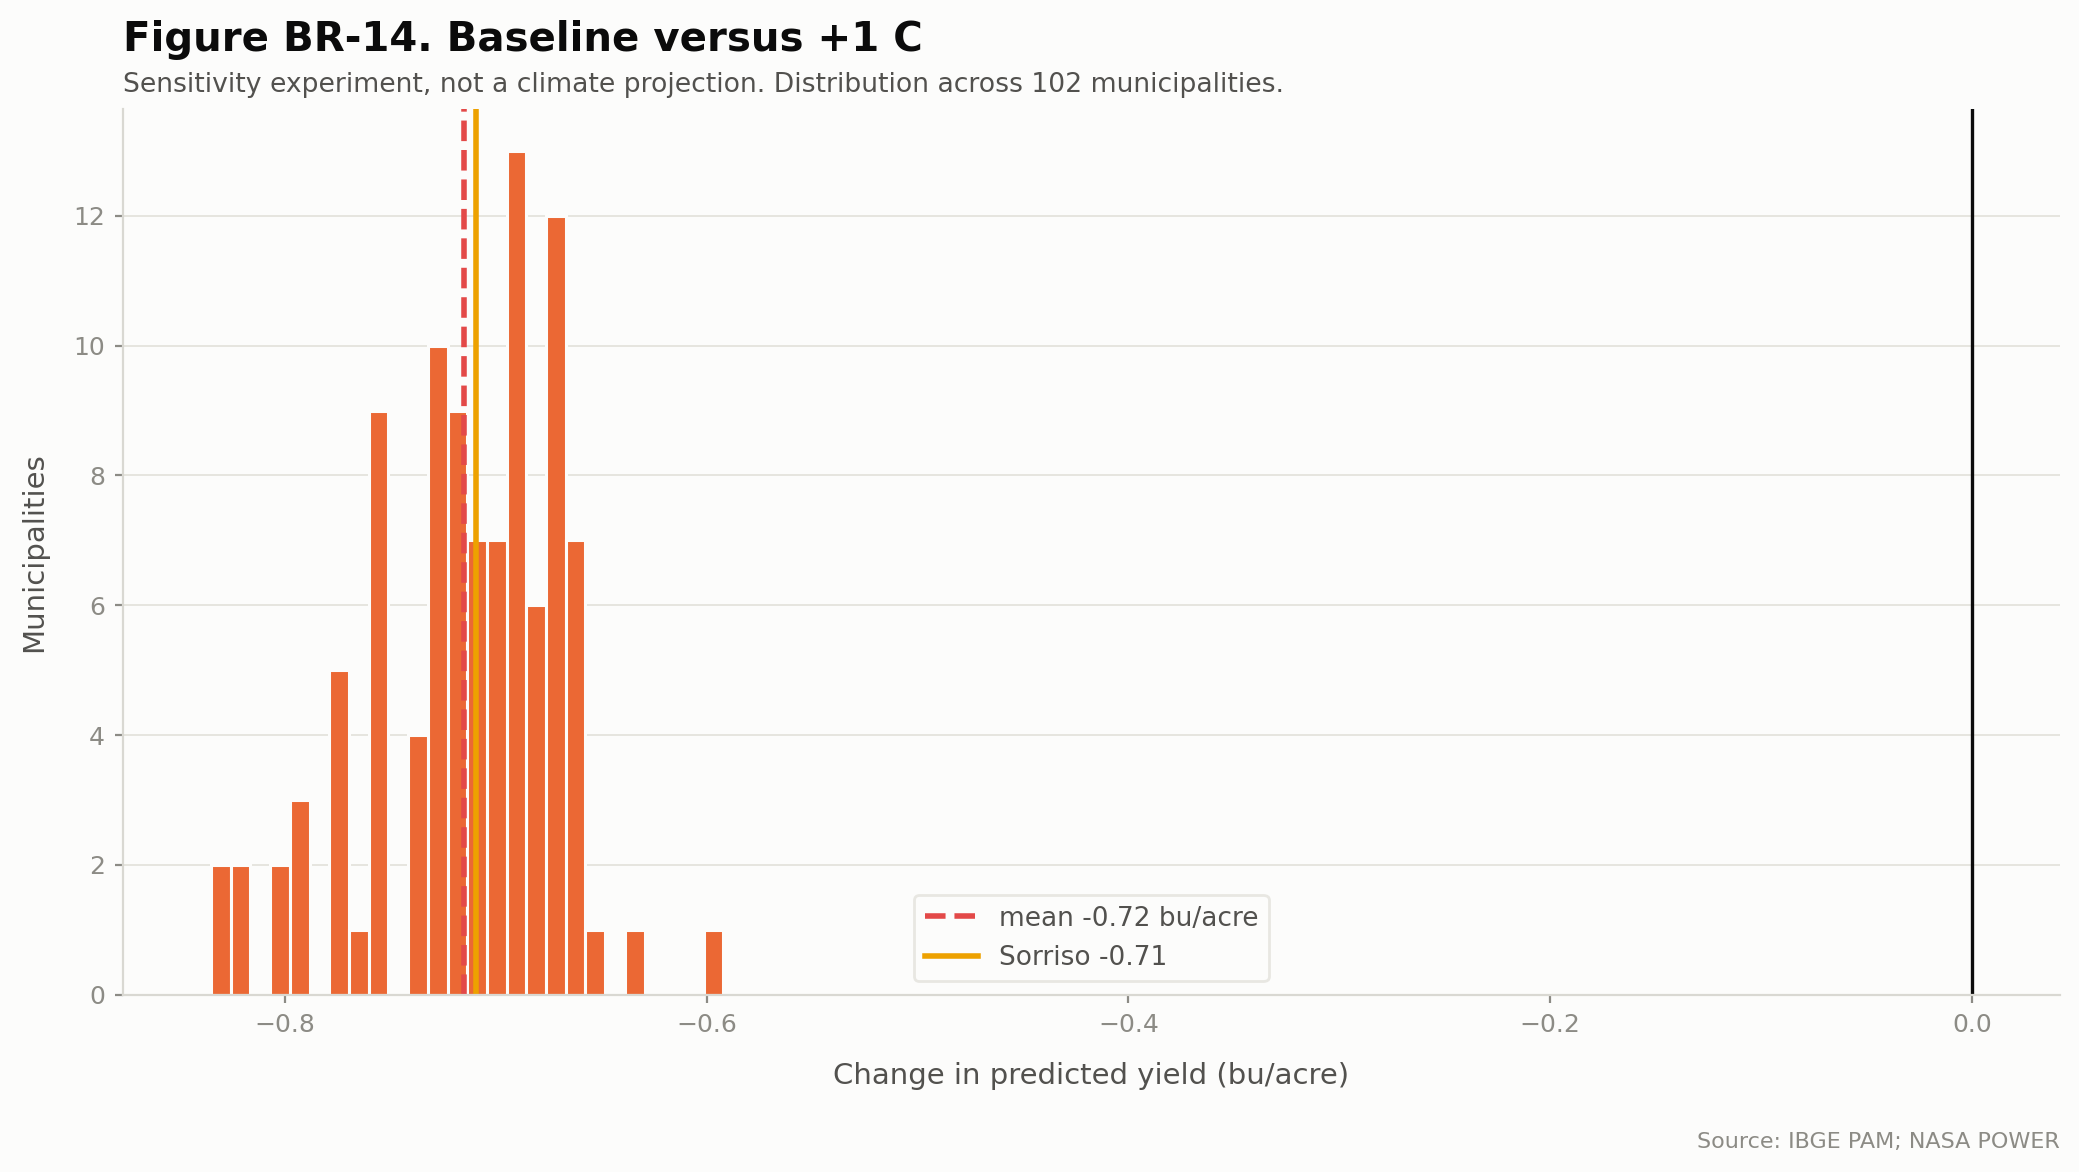 Figure BR-14. Baseline versus +1 C
Sensitivity experiment, not a climate projection. Distribution across 102 municipalities.
Municipalities
12
10
8
6
4
2
0
mean -0.72 bu/acre
Sorriso -0.71
−0.8 −0.6 −0.4 −0.2 0.0
Change in predicted yield (bu/acre)
Source: IBGE PAM; NASA POWER